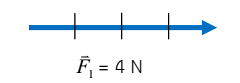 F⃗₁ = 4 N